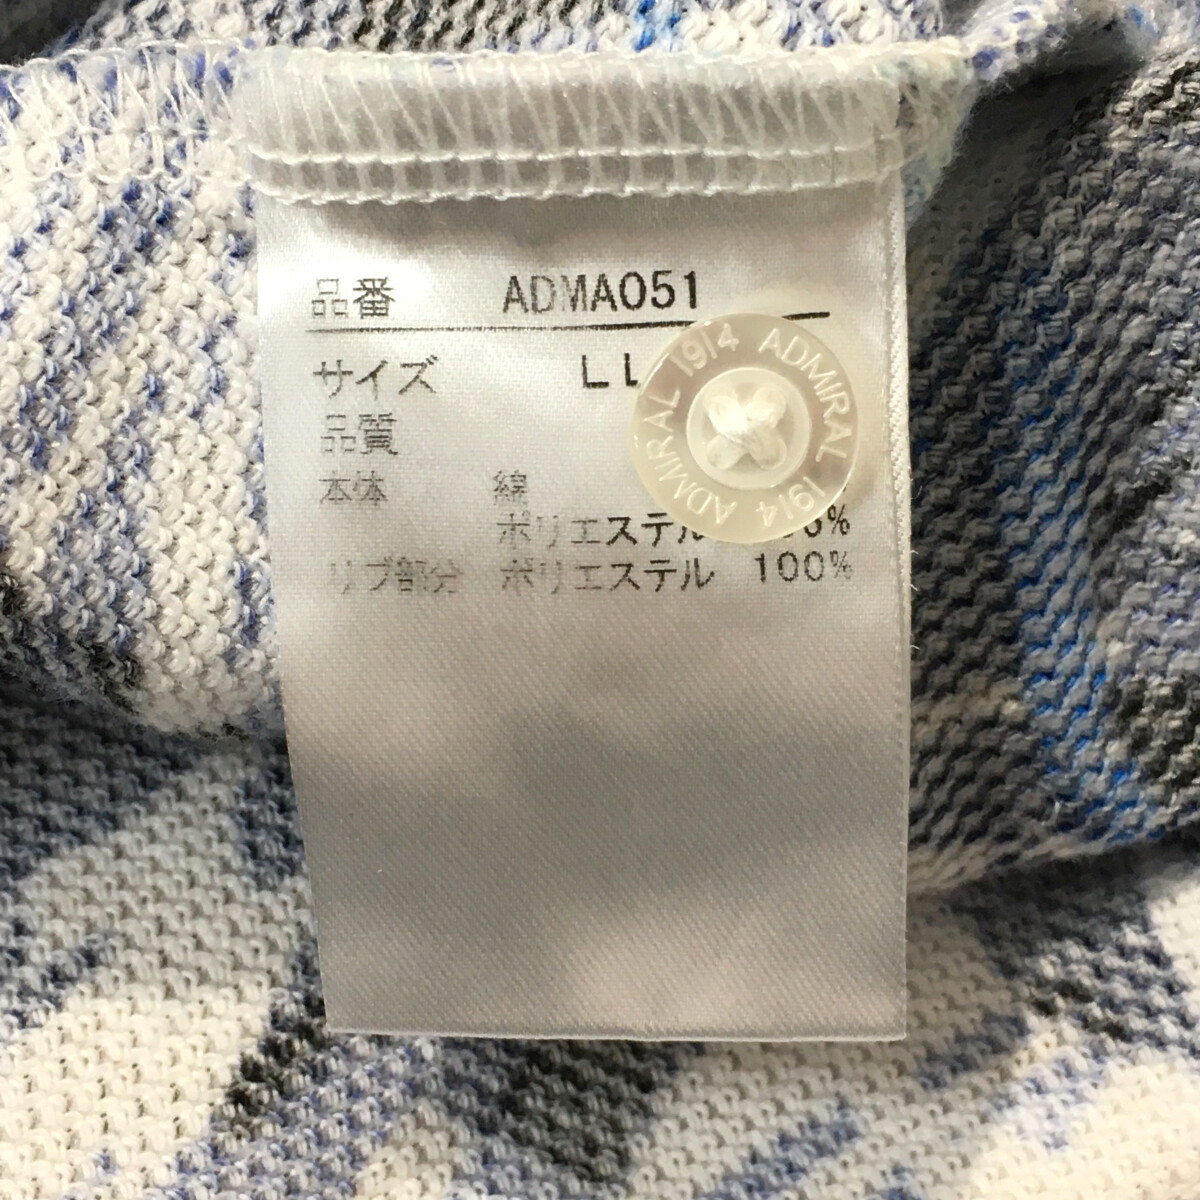 品番 ADMA051
サイズ LL
品質
本体 綿
ポリエステル
リブ部分 ポリエステル 100%
ADMIRAL 1914 ADMIRAL 1914